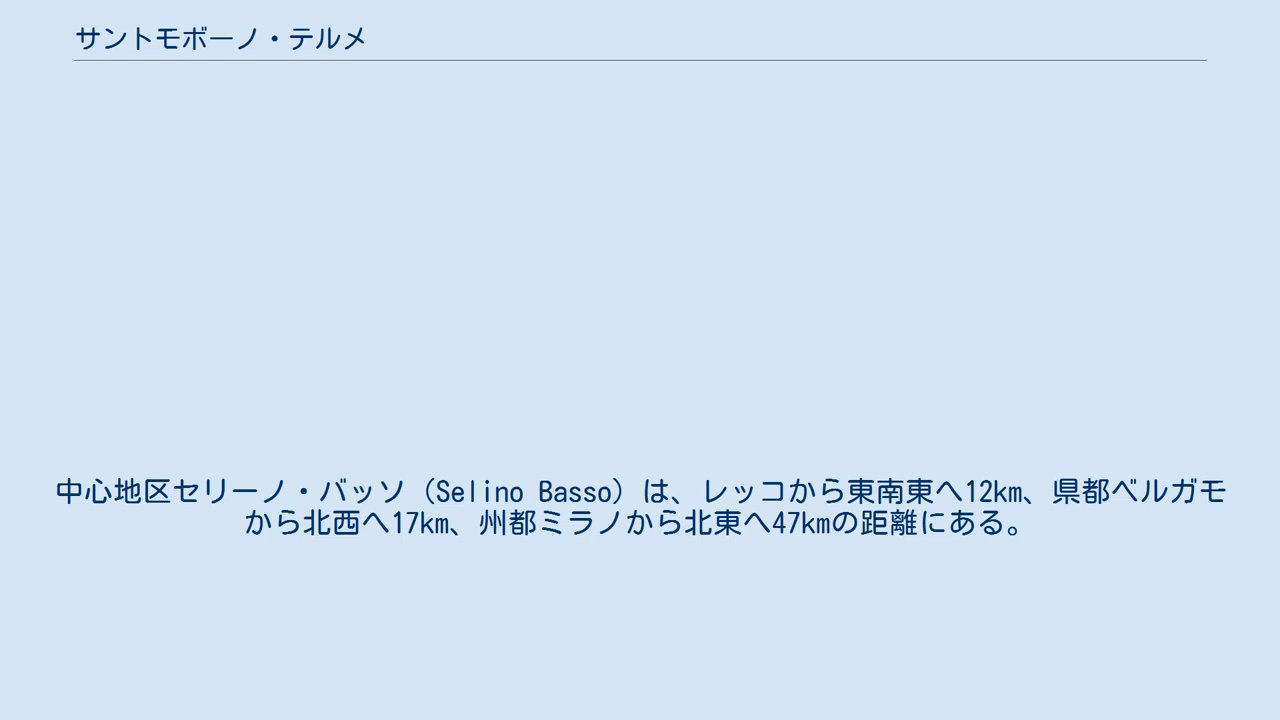 サントモボーノ・テルメ
中心地区セリーノ・バッソ（Selino Basso）は、レッコから東南東へ12km、県都ベルガモ
から北西へ17km、州都ミラノから北東へ47kmの距離にある。